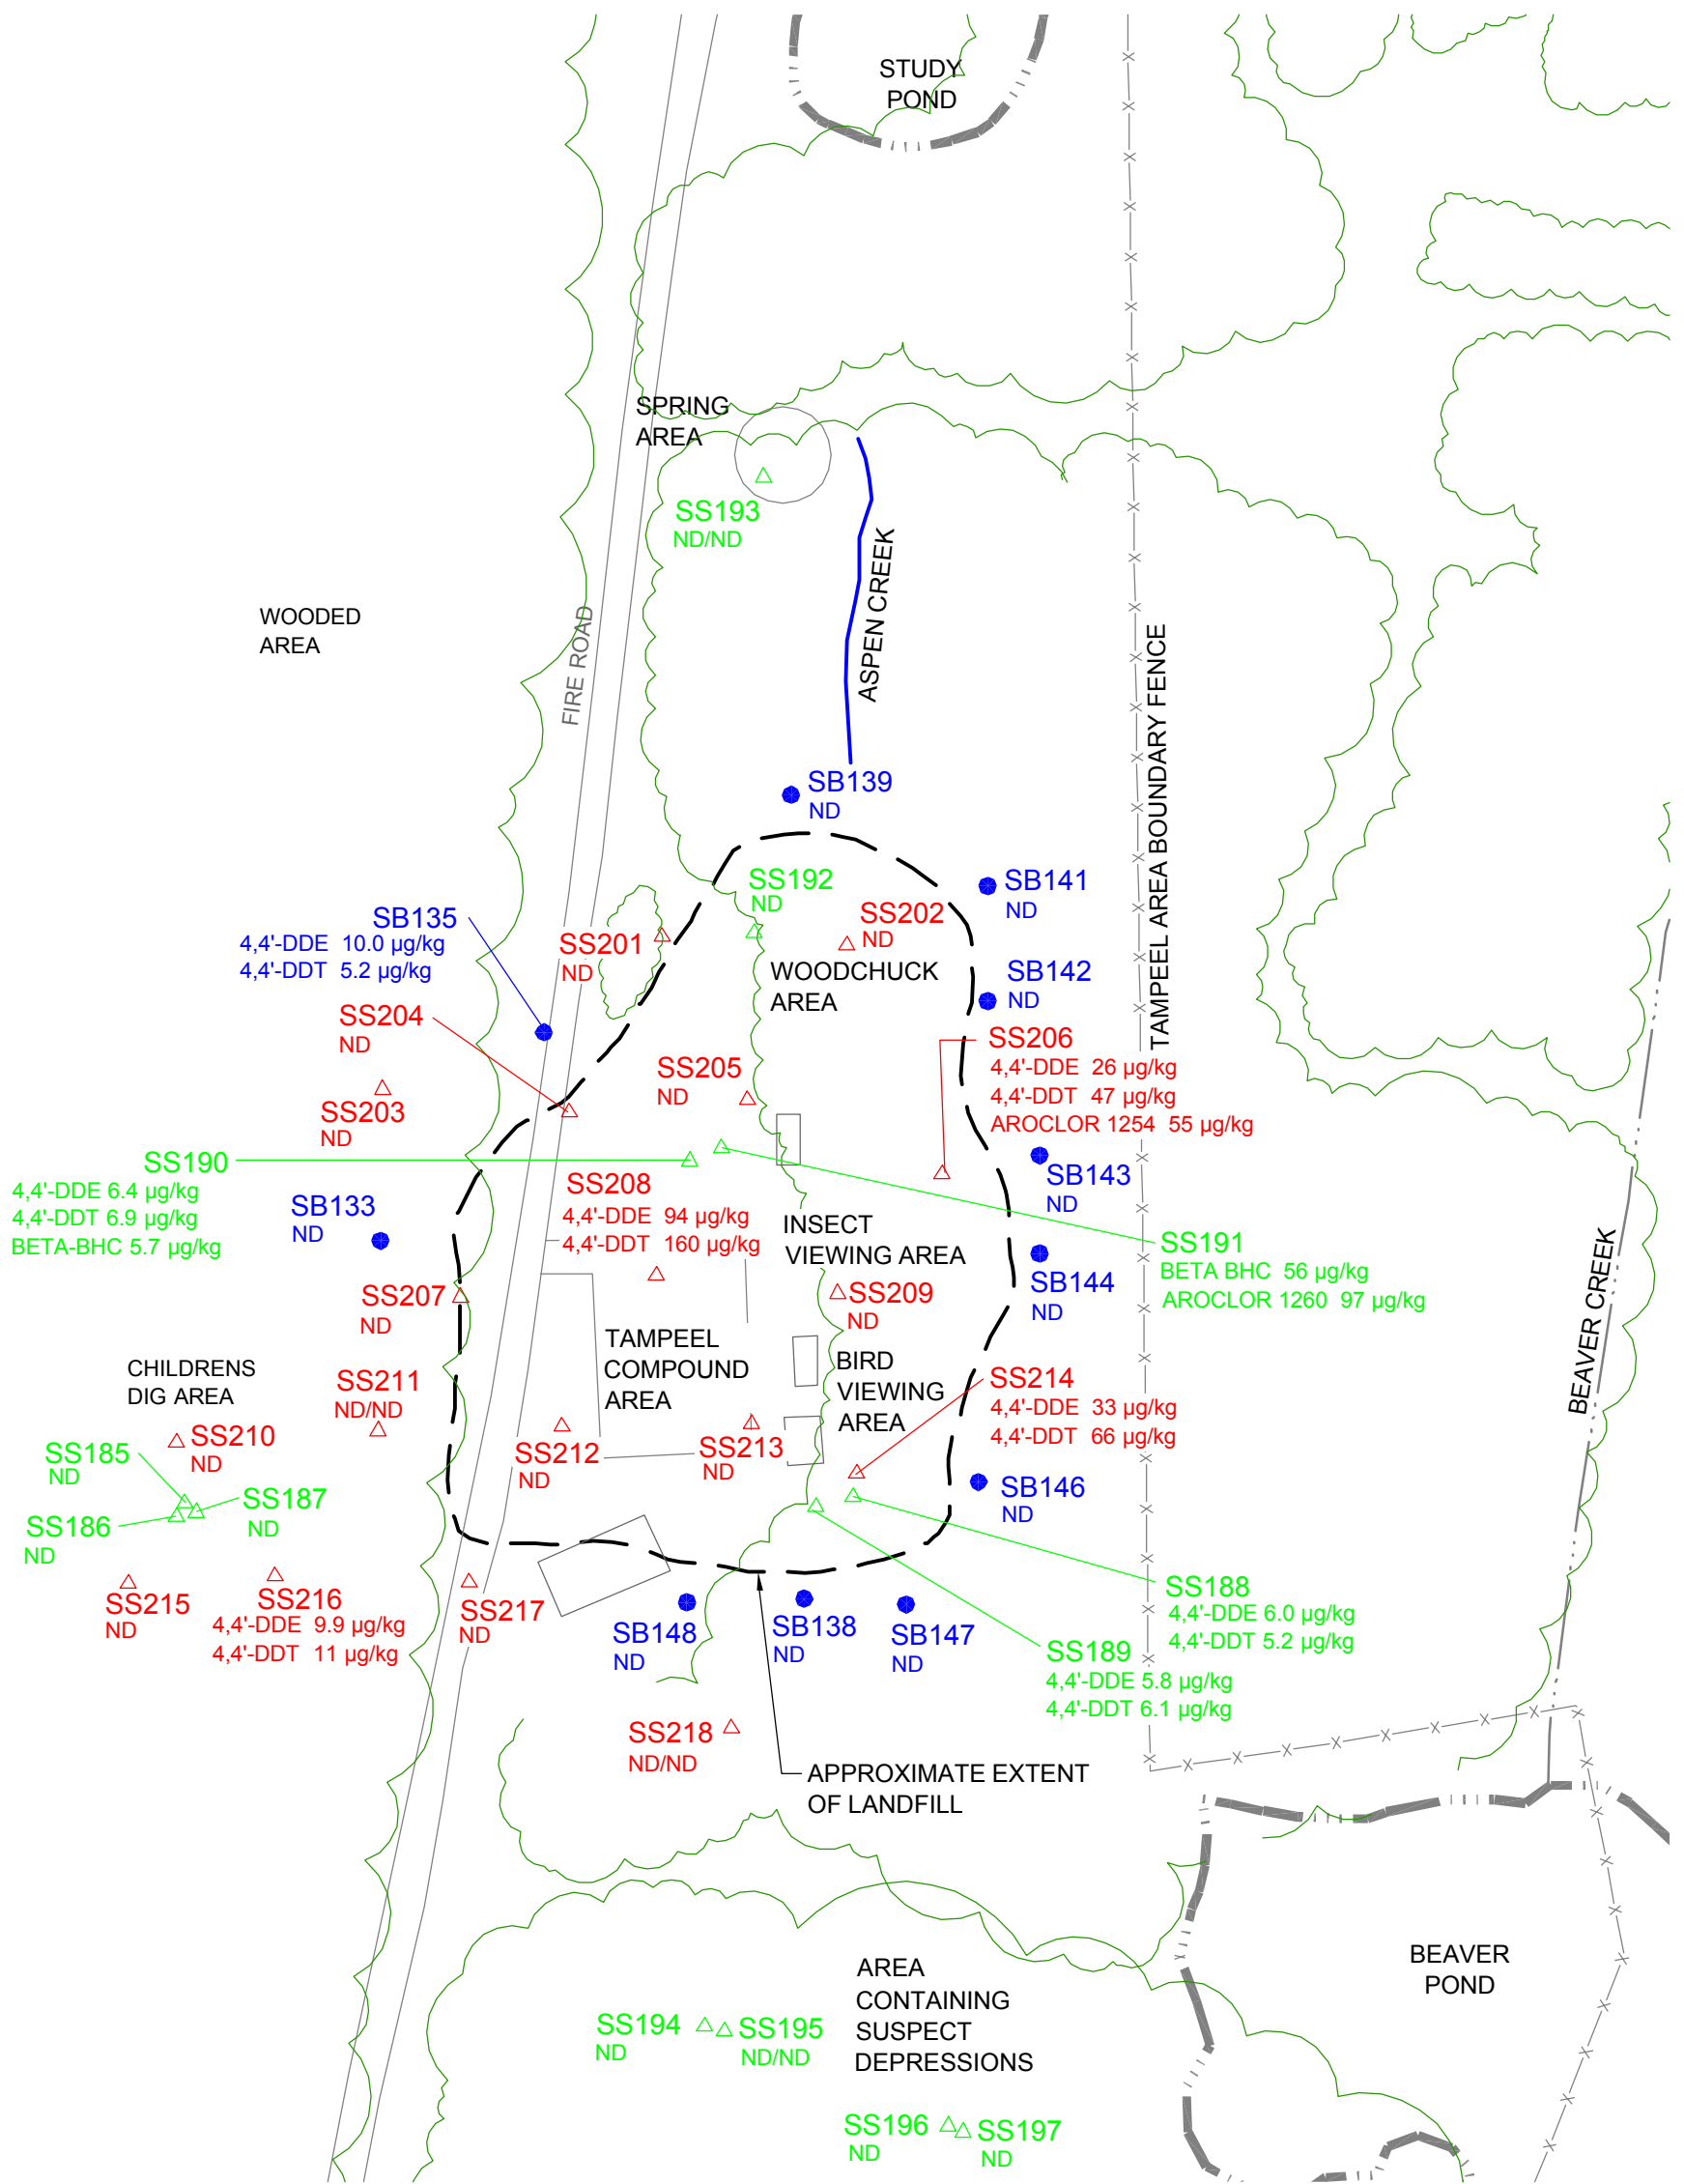 STUDY
POND
SPRING
AREA
SS193
ND/ND
ASPEN CREEK
WOODED
AREA
FIRE ROAD
TAMPEEL AREA BOUNDARY FENCE
SB139
ND
SS192
ND
SB141
ND
SS202
ND
SB135
4,4'-DDE 10.0 µg/kg
4,4'-DDT 5.2 µg/kg
SS201
ND
WOODCHUCK
AREA
SB142
ND
SS204
ND
SS206
4,4'-DDE 26 µg/kg
4,4'-DDT 47 µg/kg
AROCLOR 1254 55 µg/kg
SS205
ND
SS203
ND
SS190
4,4'-DDE 6.4 µg/kg
4,4'-DDT 6.9 µg/kg
BETA-BHC 5.7 µg/kg
SB143
ND
SS208
4,4'-DDE 94 µg/kg
4,4'-DDT 160 µg/kg
SB133
ND
INSECT
VIEWING AREA
SS191
BETA BHC 56 µg/kg
AROCLOR 1260 97 µg/kg
SB144
ND
SS207
ND
SS209
ND
BEAVER CREEK
TAMPEEL
COMPOUND
AREA
BIRD
VIEWING
AREA
CHILDRENS
DIG AREA
SS211
ND/ND
SS214
4,4'-DDE 33 µg/kg
4,4'-DDT 66 µg/kg
SS210
ND
SS185
ND
SS212
ND
SS213
ND
SB146
ND
SS187
ND
SS186
ND
SS188
4,4'-DDE 6.0 µg/kg
4,4'-DDT 5.2 µg/kg
SS215
ND
SS216
4,4'-DDE 9.9 µg/kg
4,4'-DDT 11 µg/kg
SS217
ND
SB148
ND
SB138
ND
SB147
ND
SS189
4,4'-DDE 5.8 µg/kg
4,4'-DDT 6.1 µg/kg
SS218
ND/ND
APPROXIMATE EXTENT
OF LANDFILL
BEAVER
POND
AREA
CONTAINING
SUSPECT
DEPRESSIONS
SS194
ND
SS195
ND/ND
SS196
ND
SS197
ND